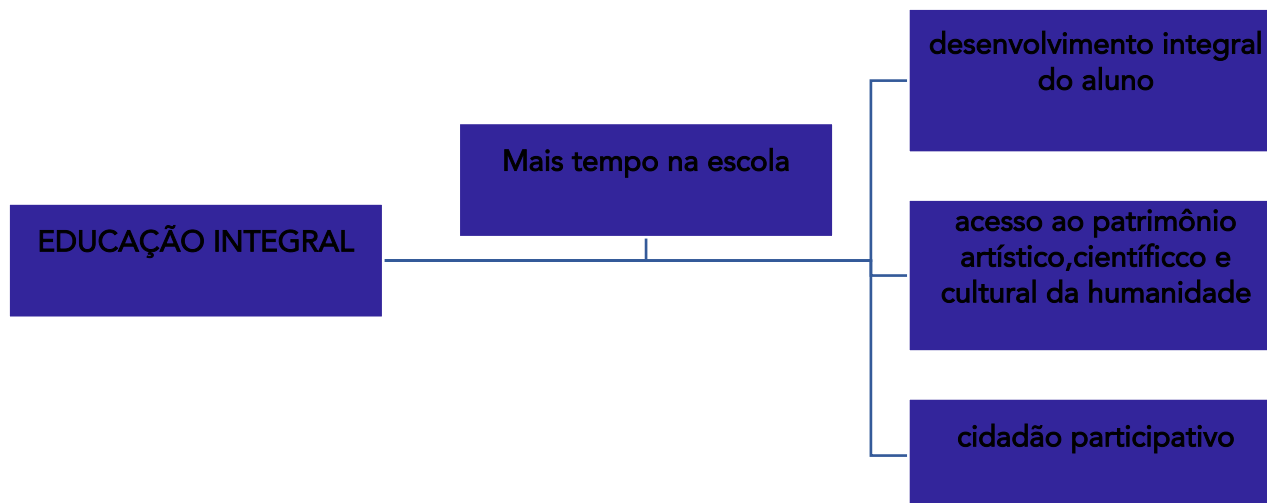 EDUCAÇÃO INTEGRAL
Mais tempo na escola
desenvolvimento integral
do aluno
acesso ao patrimônio
artístico,científicco e
cultural da humanidade
cidadão participativo